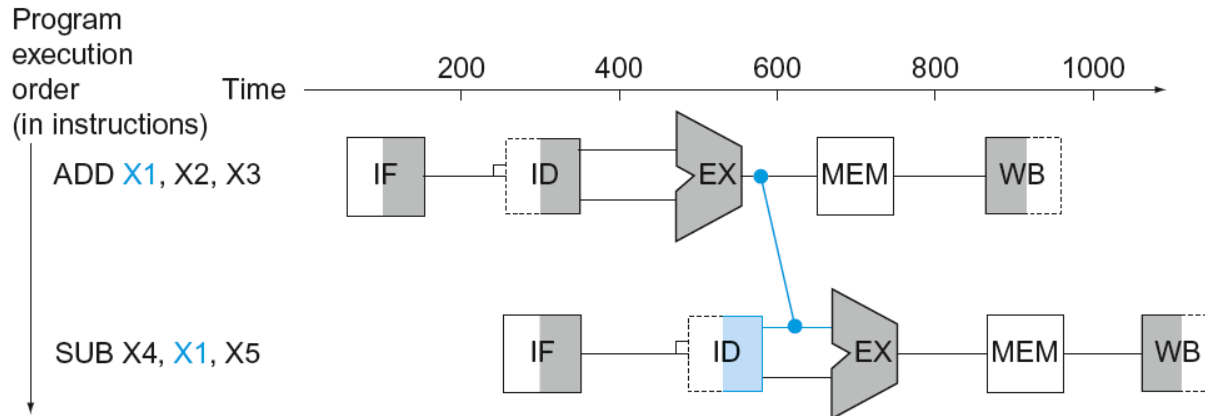 Program
execution
order
(in instructions)
Time
200 400 600 800 1000
ADD X1, X2, X3
IF ID EX MEM WB
SUB X4, X1, X5
IF ID EX MEM WB